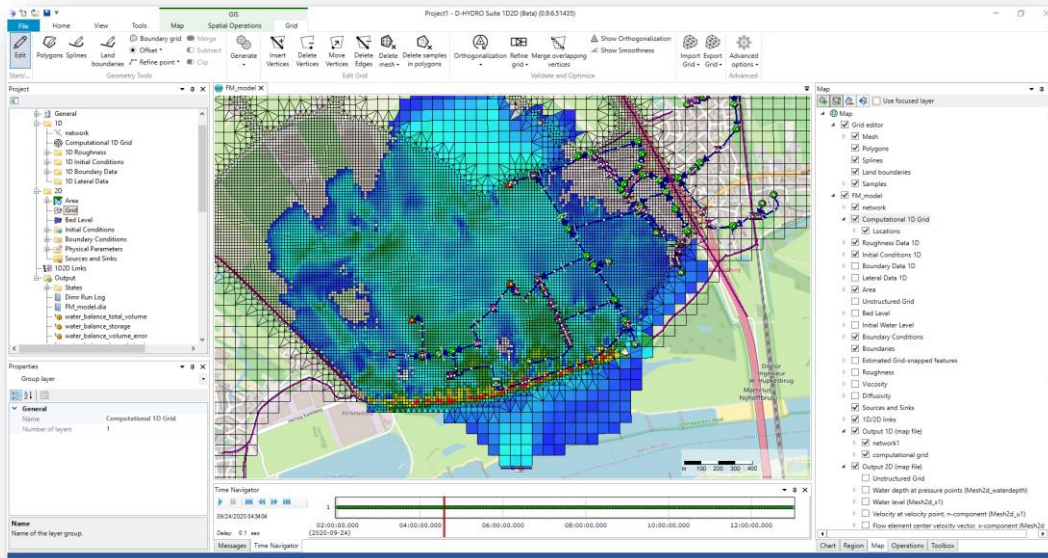 Project1 - D-HYDRO Suite 1D2D (Beta) (0.9.6.51435)
GIS
File Home View Tools Map Spatial Operations Grid
Edit
Polygons
Splines
Land boundaries
Boundary grid
Offset
Refine point
Merge
Subtract
Clip
Generate
Insert Vertices
Delete Vertices
Move Vertices
Delete Edges
Delete mesh
Delete samples in polygons
Orthogonalization
Refine grid
Merge overlapping vertices
Show Orthogonalization
Show Smoothness
Import Grid
Export Grid
Advanced options
Geometry Tools
Edit Grid
Validate and Optimize
Advanced
Project
General
1D
network
Computational 1D Grid
1D Roughness
1D Initial Conditions
1D Boundary Data
1D Lateral Data
2D
Area
Grid
Bed Level
Initial Conditions
Boundary Conditions
Physical Parameters
Sources and Sinks
1D2D Links
Output
States
Dimr Run Log
FM_model.dia
water_balance_total_volume
water_balance_storage
water_balance_volume_error
Properties
Group layer
General
Name Computational 1D Grid
Number of layers 1
Name
Name of the layer group.
FM_model
Martinus Nijhoffbrug
m 100 200 300 400
Time Navigator
09/24/2020 04:34:04
Delay: 0.1 sec
1
02:00:00.000 04:00:00.000 06:00:00.000 08:00:00.000 10:00:00.000 12:00:00.000
(2020-09-24)
Messages Time Navigator
Map
Use focused layer
Map
Grid editor
Mesh
Polygons
Splines
Land boundaries
Samples
FM_model
network
Computational 1D Grid
Locations
Roughness Data 1D
Initial Conditions 1D
Boundary Data 1D
Lateral Data 1D
Area
Unstructured Grid
Bed Level
Initial Water Level
Boundary Conditions
Boundaries
Estimated Grid-snapped features
Roughness
Viscosity
Diffusivity
Sources and Sinks
1D/2D links
Output 1D (map file)
network1
computational grid
Output 2D (map file)
Unstructured Grid
Water depth at pressure points (Mesh2d_waterdepth)
Water level (Mesh2d_s1)
Velocity at velocity point, n-component (Mesh2d_u1)
Flow element center velocity vector, x-component (Mesh2d
Chart Region Map Operations Toolbox